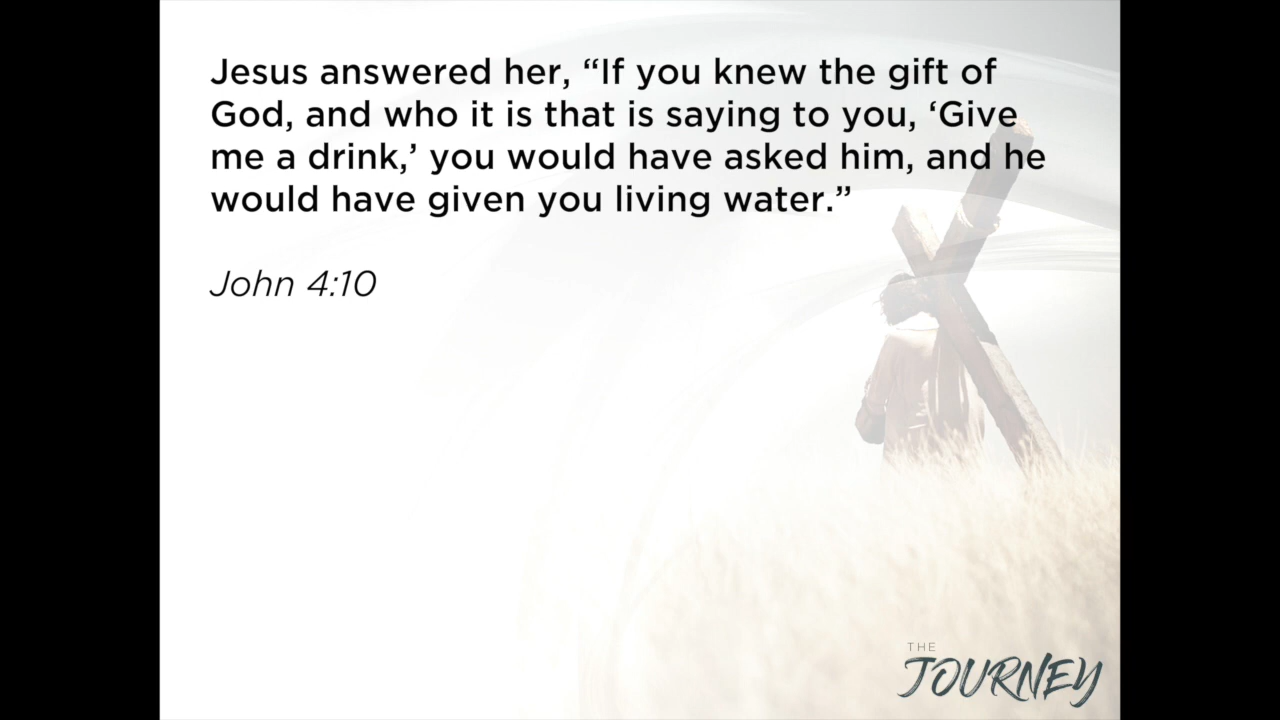 Jesus answered her, “If you knew the gift of
God, and who it is that is saying to you, ‘Give
me a drink,’ you would have asked him, and he
would have given you living water.”
John 4:10
THE
JOURNEY